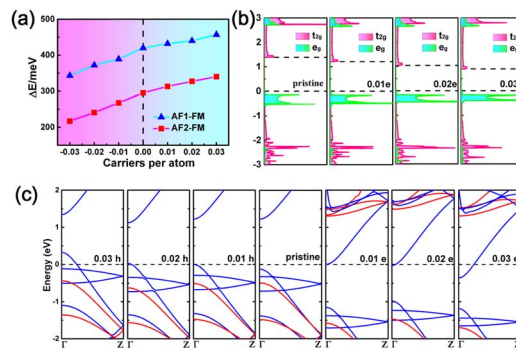 (a)
ΔE/meV
500
400
300
200
AF1-FM
AF2-FM
-0.03 -0.02 -0.01 0.00 0.01 0.02 0.03
Carriers per atom
(b)
3
2
1
0
-1
-2
-3
t2g
eg
pristine
t2g
eg
0.01e
t2g
eg
0.02e
t2g
eg
0.03
(c)
Energy (eV)
2
1
0
-1
-2
0.03 h
0.02 h
0.01 h
pristine
0.01 e
0.02 e
0.03 e
Γ Z Γ Z Γ Z Γ Z Γ Z Γ Z Γ Z